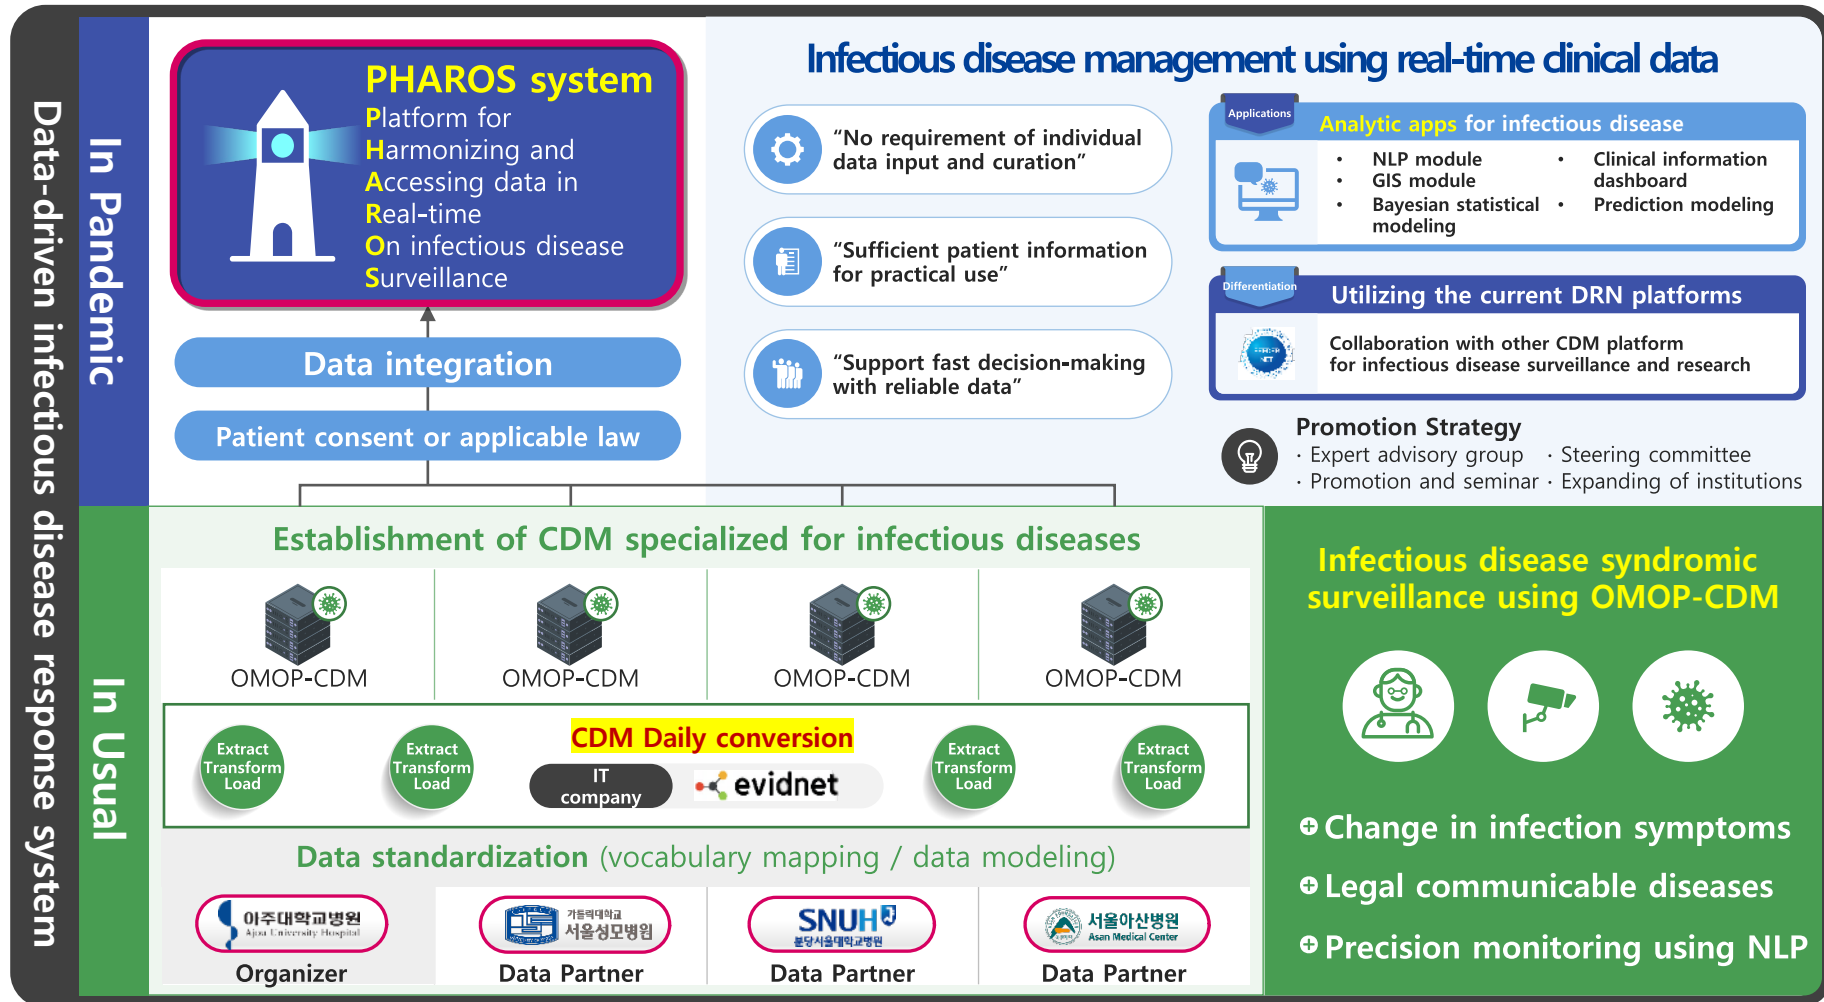 Data-driven infectious disease response system
In Pandemic
PHAROS system
Platform for
Harmonizing and
Accessing data in
Real-time
On infectious disease
Surveillance
Data integration
Patient consent or applicable law
Infectious disease management using real-time clinical data
“No requirement of individual
data input and curation”
“Sufficient patient information
for practical use”
“Support fast decision-making
with reliable data”
Applications
Analytic apps for infectious disease
• NLP module
• GIS module
• Bayesian statistical
modeling
• Clinical information
dashboard
• Prediction modeling
Differentiation
Utilizing the current DRN platforms
Collaboration with other CDM platform
for infectious disease surveillance and research
Promotion Strategy
· Expert advisory group · Steering committee
· Promotion and seminar · Expanding of institutions
In Usual
Establishment of CDM specialized for infectious diseases
OMOP-CDM OMOP-CDM OMOP-CDM OMOP-CDM
Extract
Transform
Load
Extract
Transform
Load
CDM Daily conversion
IT
company
evidnet
Extract
Transform
Load
Extract
Transform
Load
Data standardization (vocabulary mapping / data modeling)
아주대학교병원
Ajou University Hospital
Organizer
가톨릭대학교
서울성모병원
Data Partner
SNUH
분당서울대학교병원
Data Partner
서울아산병원
Asan Medical Center
Data Partner
Infectious disease syndromic
surveillance using OMOP-CDM
Change in infection symptoms
Legal communicable diseases
Precision monitoring using NLP